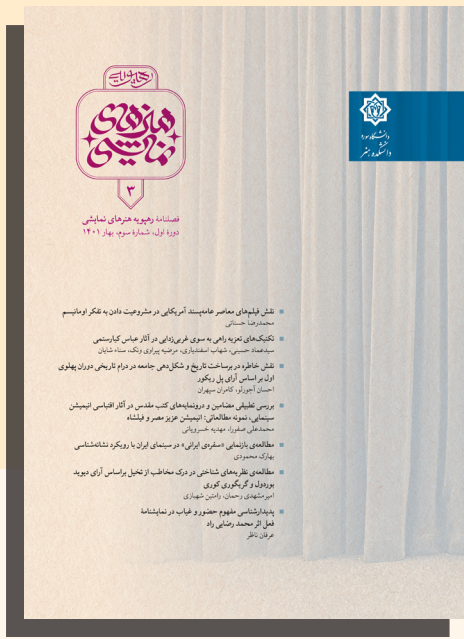 رهپویه
هنرهای
نمایشی
۳
فصلنامهٔ رهپویه هنرهای نمایشی
دورهٔ اول، شمارهٔ سوم، بهار ۱۴۰۱
دانشگاه سوره
دانشکده هنر
نقش فیلم‌های معاصر عامه‌پسند آمریکایی در مشروعیت دادن به تفکر اومانیسم
محمدرضا حسنائی
تکنیک‌های تعزیه راهی به سوی غربی‌زدایی در آثار عباس کیارستمی
سیدعماد حسینی، شهاب اسفندیاری، مرضیه پیراوی ونک، سناء شایان
نقش خاطره در برساخت تاریخ و شکل‌دهی جامعه در درام تاریخی دوران پهلوی
اول بر اساس آرای پل ریکور
احسان آجورلو، کامران سپهران
بررسی تطبیقی مضامین و درونمایه‌های کتب مقدس در آثار اقتباسی انیمیشن
سینمایی، نمونه مطالعاتی: انیمیشن عزیز مصر و فیلشاه
محمدعلی صفورا، مهدیه خسرویانی
مطالعه‌ی بازنمایی «سفره‌ی ایرانی» در سینمای ایران با رویکرد نشانه‌شناسی
بهارک محمودی
مطالعه‌ی نظریه‌های شناختی در درک مخاطب از تخیل براساس آرای دیوید
بوردول و گریگوری کوری
امیر مشهدی رحمان، رامتین شهبازی
پدیدارشناسی مفهوم حضور و غیاب در نمایشنامهٔ
فعل اثر محمد رضایی راد
عرفان ناظر